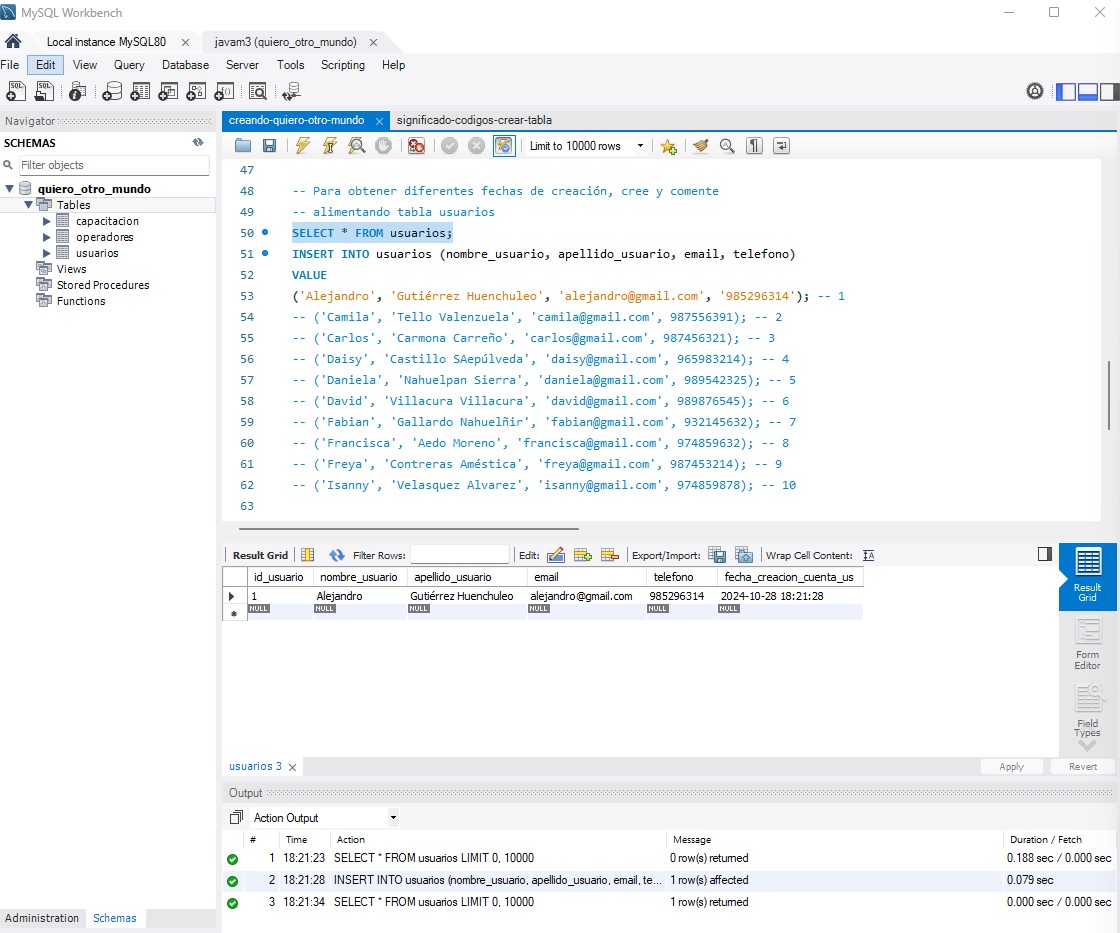 MySQL Workbench
Local instance MySQL80
javam3 (quiero_otro_mundo)
File Edit View Query Database Server Tools Scripting Help
Navigator
SCHEMAS
Filter objects
quiero_otro_mundo
Tables
capacitacion
operadores
usuarios
Views
Stored Procedures
Functions
Administration Schemas
creando-quiero-otro-mundo significado-codigos-crear-tabla
Limit to 10000 rows
47
48 -- Para obtener diferentes fechas de creación, cree y comente
49 -- alimentando tabla usuarios
50 SELECT * FROM usuarios;
51 INSERT INTO usuarios (nombre_usuario, apellido_usuario, email, telefono)
52 VALUE
53 ('Alejandro', 'Gutiérrez Huenchuleo', 'alejandro@gmail.com', '985296314'); -- 1
54 -- ('Camila', 'Tello Valenzuela', 'camila@gmail.com', 987556391); -- 2
55 -- ('Carlos', 'Carmona Carreño', 'carlos@gmail.com', 987456321); -- 3
56 -- ('Daisy', 'Castillo SAepúlveda', 'daisy@gmail.com', 965983214); -- 4
57 -- ('Daniela', 'Nahuelpan Sierra', 'daniela@gmail.com', 989542325); -- 5
58 -- ('David', 'Villacura Villacura', 'david@gmail.com', 989876545); -- 6
59 -- ('Fabian', 'Gallardo Nahuelñir', 'fabian@gmail.com', 932145632); -- 7
60 -- ('Francisca', 'Aedo Moreno', 'francisca@gmail.com', 974859632); -- 8
61 -- ('Freya', 'Contreras Améstica', 'freya@gmail.com', 987453214); -- 9
62 -- ('Isanny', 'Velasquez Alvarez', 'isanny@gmail.com', 974859878); -- 10
63
Result Grid Filter Rows: Edit: Export/Import: Wrap Cell Content:
id_usuario nombre_usuario apellido_usuario email telefono fecha_creacion_cuenta_us
1 Alejandro Gutiérrez Huenchuleo alejandro@gmail.com 985296314 2024-10-28 18:21:28
NULL NULL NULL NULL NULL NULL
Result
Grid
Form
Editor
Field
Types
usuarios 3
Apply Revert
Output
Action Output
# Time Action Message Duration / Fetch
1 18:21:23 SELECT * FROM usuarios LIMIT 0, 10000 0 row(s) returned 0.188 sec / 0.000 sec
2 18:21:28 INSERT INTO usuarios (nombre_usuario, apellido_usuario, email, te... 1 row(s) affected 0.079 sec
3 18:21:34 SELECT * FROM usuarios LIMIT 0, 10000 1 row(s) returned 0.000 sec / 0.000 sec